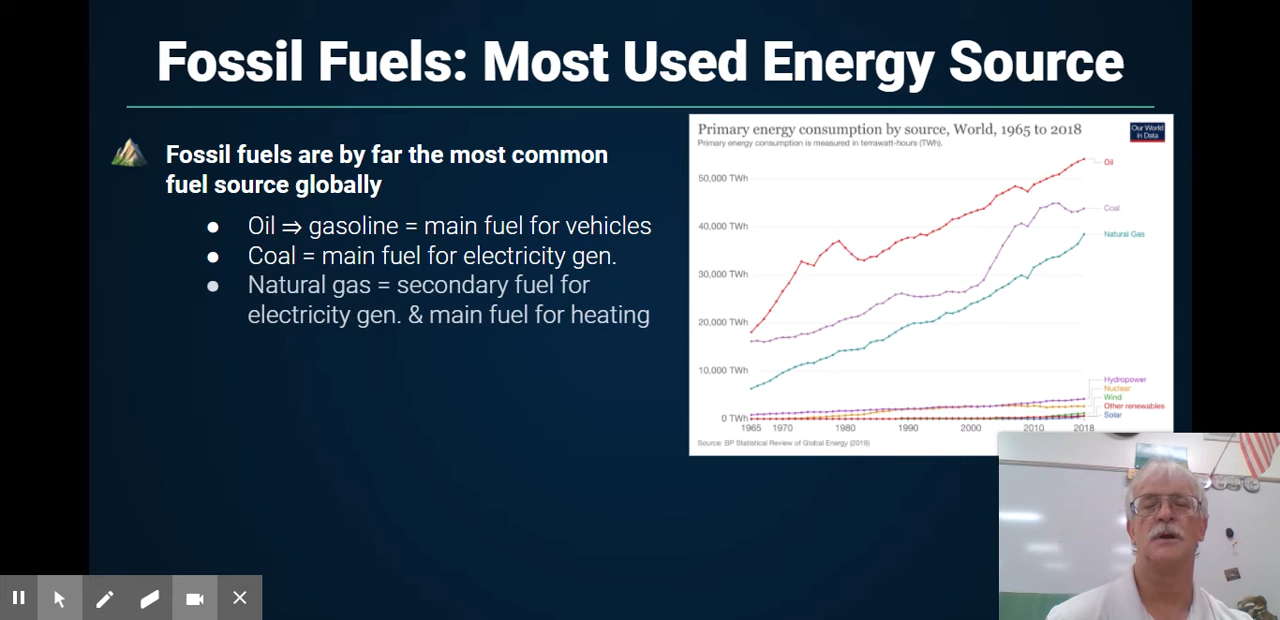 Fossil Fuels: Most Used Energy Source
Fossil fuels are by far the most common
fuel source globally
Oil ⇒ gasoline = main fuel for vehicles
Coal = main fuel for electricity gen.
Natural gas = secondary fuel for
electricity gen. & main fuel for heating
Primary energy consumption by source, World, 1965 to 2018
Primary energy consumption is measured in terawatt-hours (TWh).
Our World
in Data
50,000 TWh
40,000 TWh
30,000 TWh
20,000 TWh
10,000 TWh
0 TWh
1965 1970 1980 1990 2000 2010 2018
Oil
Coal
Natural Gas
Hydropower
Nuclear
Wind
Other renewables
Solar
Source: BP Statistical Review of Global Energy (2019)